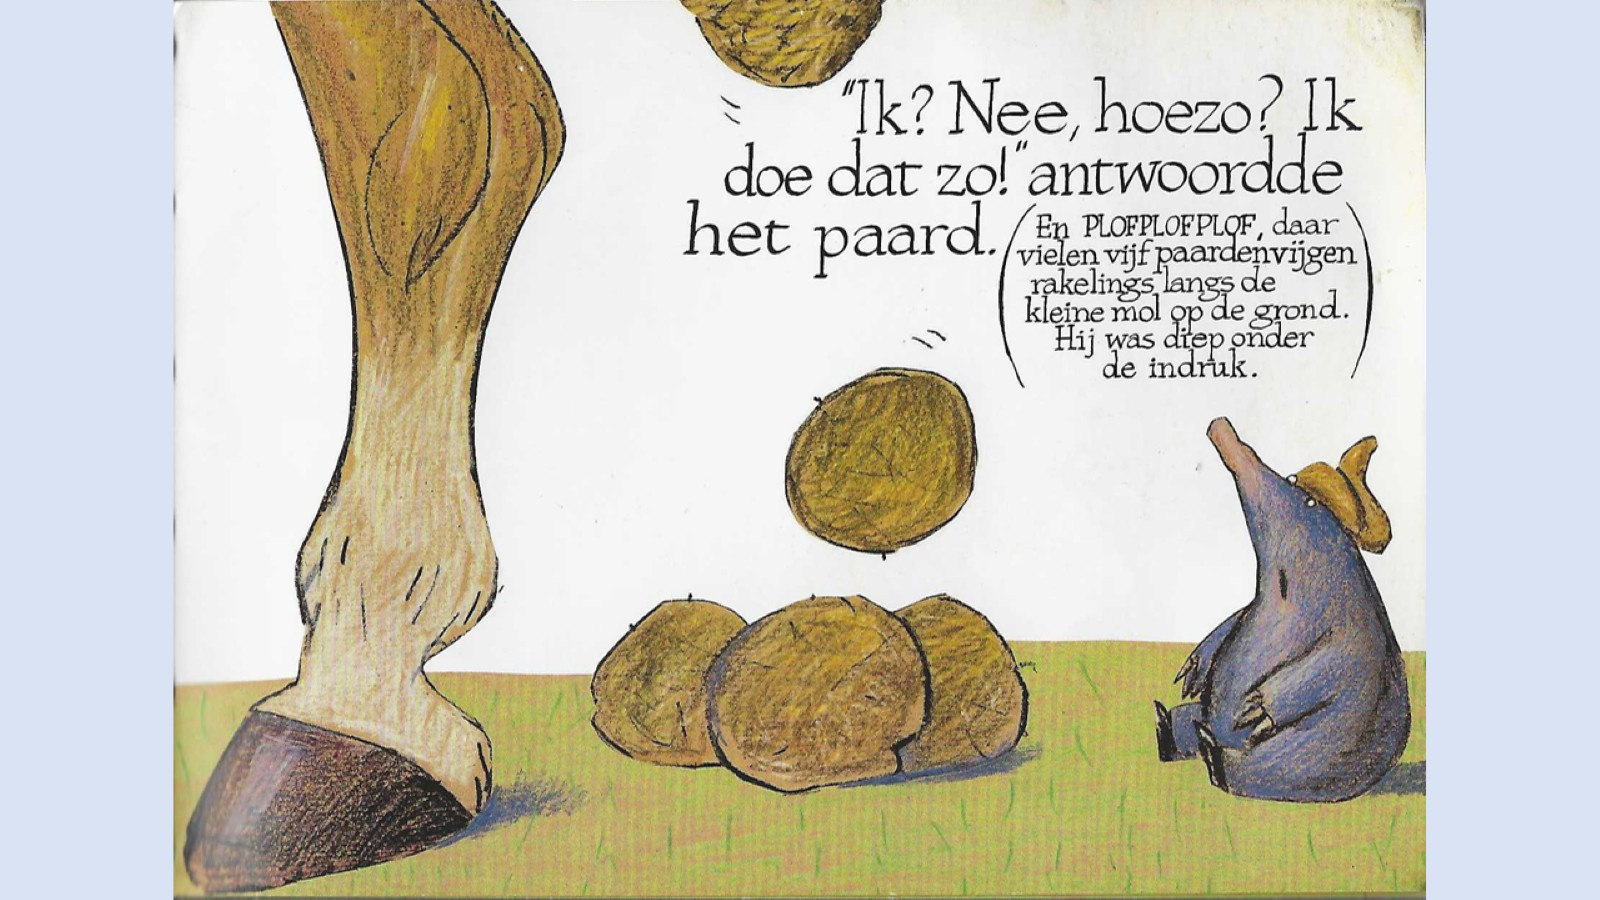 "Ik? Nee, hoezo? Ik
doe dat zo!" antwoordde
het paard.
(En PLOFPLOFPLOF, daar
vielen vijf paardenvijgen
rakelings langs de
kleine mol op de grond.
Hij was diep onder
de indruk.)